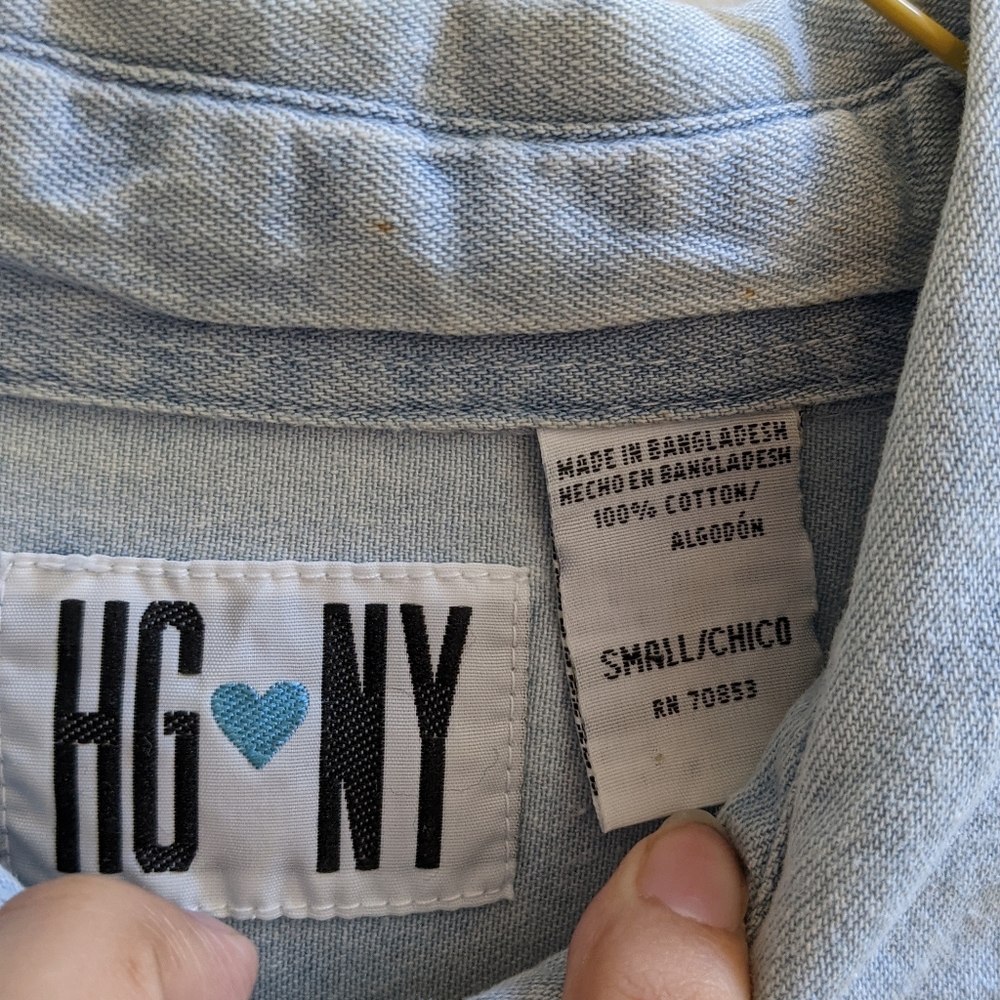 HG NY
MADE IN BANGLADESH
HECHO EN BANGLADESH
100% COTTON/
ALGODÓN
SMALL/CHICO
RN 70853